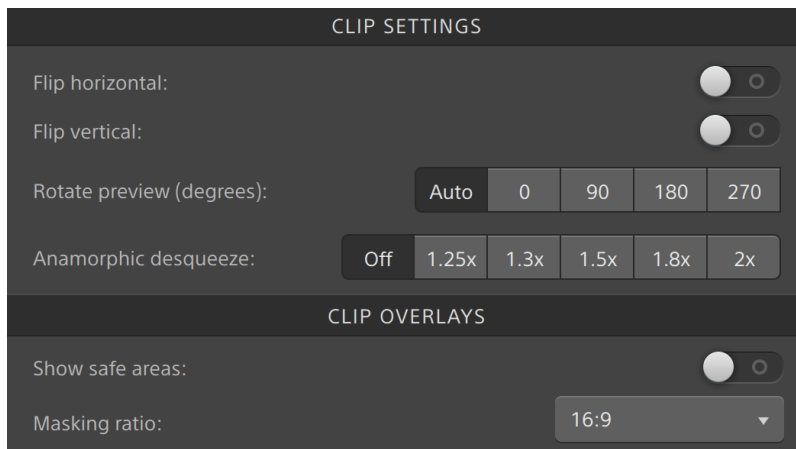 CLIP SETTINGS
Flip horizontal:
Flip vertical:
Rotate preview (degrees): Auto 0 90 180 270
Anamorphic desqueeze: Off 1.25x 1.3x 1.5x 1.8x 2x
CLIP OVERLAYS
Show safe areas:
Masking ratio: 16:9